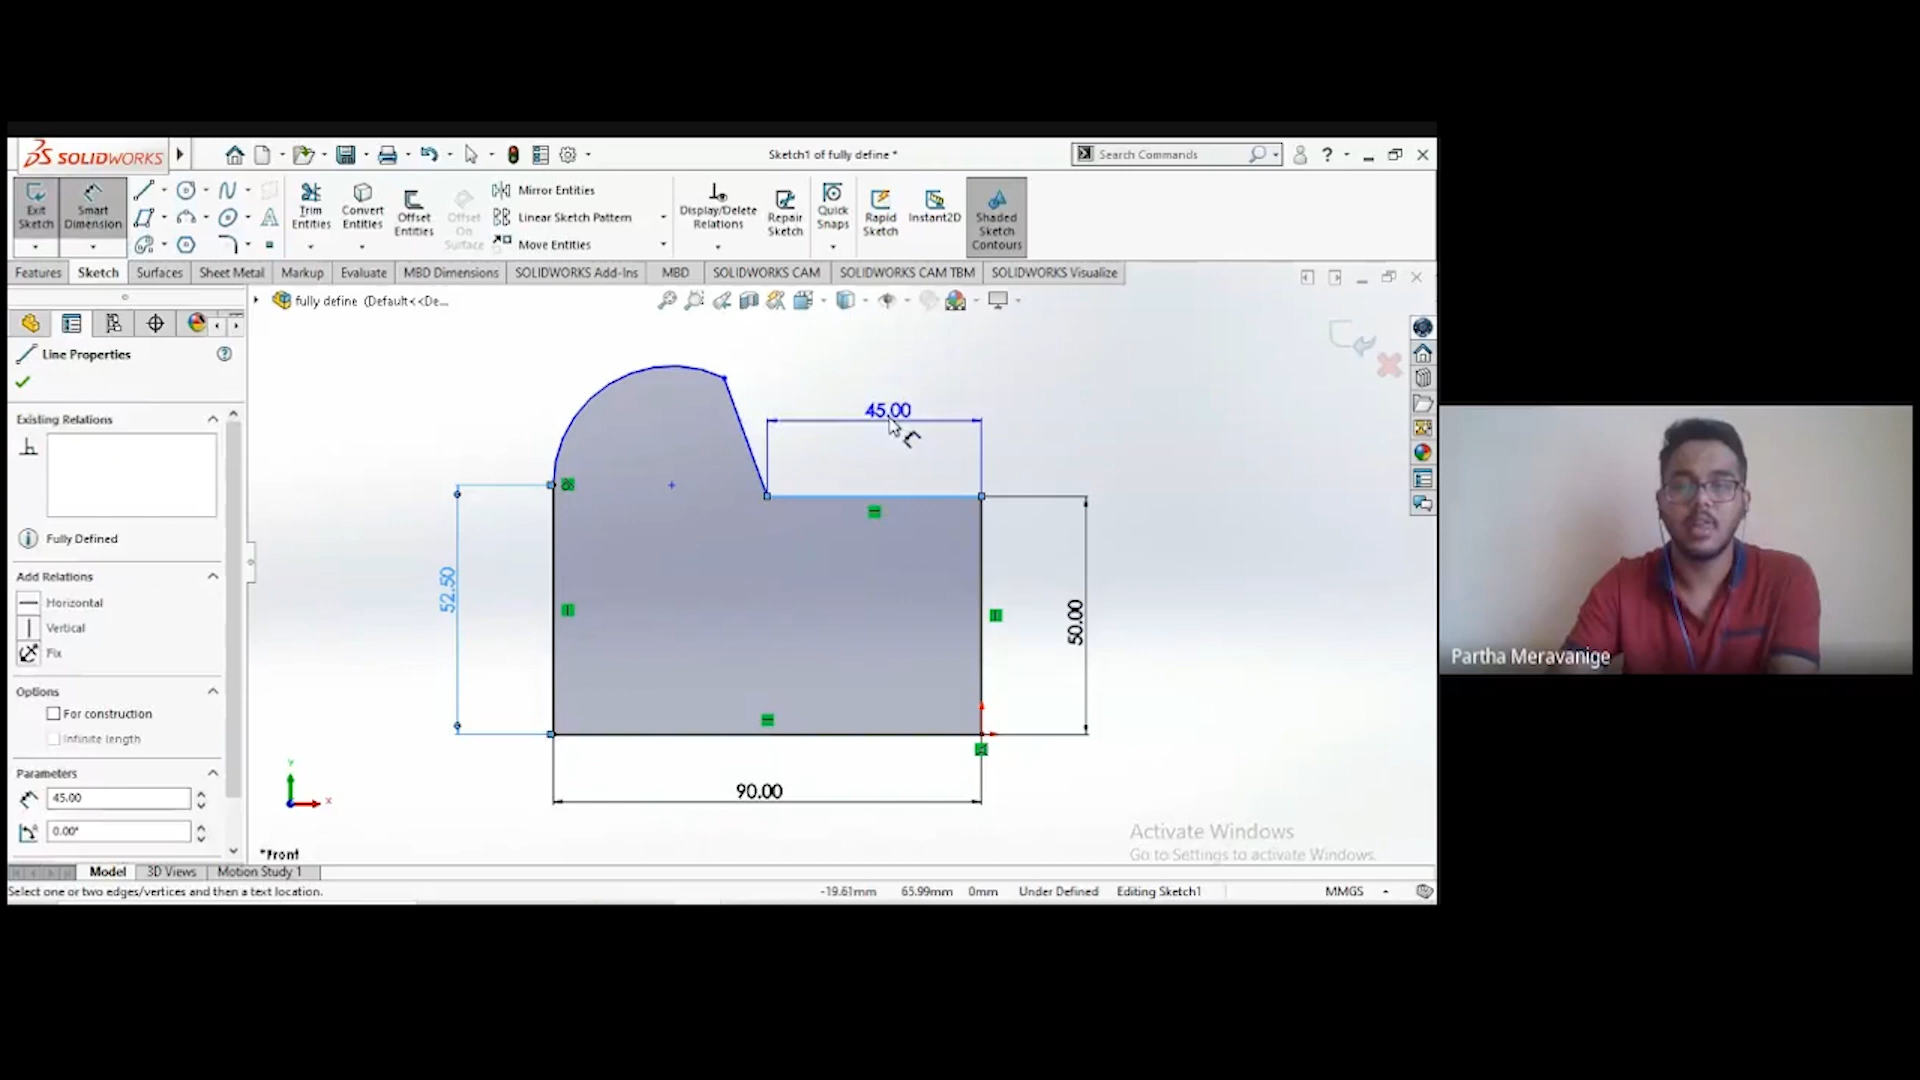 SOLIDWORKS
Sketch1 of fully define *
Search Commands
?
Exit Sketch
Smart Dimension
Trim Entities
Convert Entities
Offset Entities
Offset On Surface
Mirror Entities
Linear Sketch Pattern
Move Entities
Display/Delete Relations
Repair Sketch
Quick Snaps
Rapid Sketch
Instant2D
Shaded Sketch Contours
Features
Sketch
Surfaces
Sheet Metal
Markup
Evaluate
MBD Dimensions
SOLIDWORKS Add-Ins
MBD
SOLIDWORKS CAM
SOLIDWORKS CAM TBM
SOLIDWORKS Visualize
fully define (Default<<De...
Line Properties
Existing Relations
Fully Defined
Add Relations
Horizontal
Vertical
Fix
Options
For construction
Infinite length
Parameters
45.00
0.00°
45.00
52.50
50.00
90.00
Y
X
*Front
Activate Windows
Go to Settings to activate Windows.
Partha Meravanige
Model
3D Views
Motion Study 1
Select one or two edges/vertices and then a text location.
-19.61mm
65.99mm
0mm
Under Defined
Editing Sketch1
MMGS